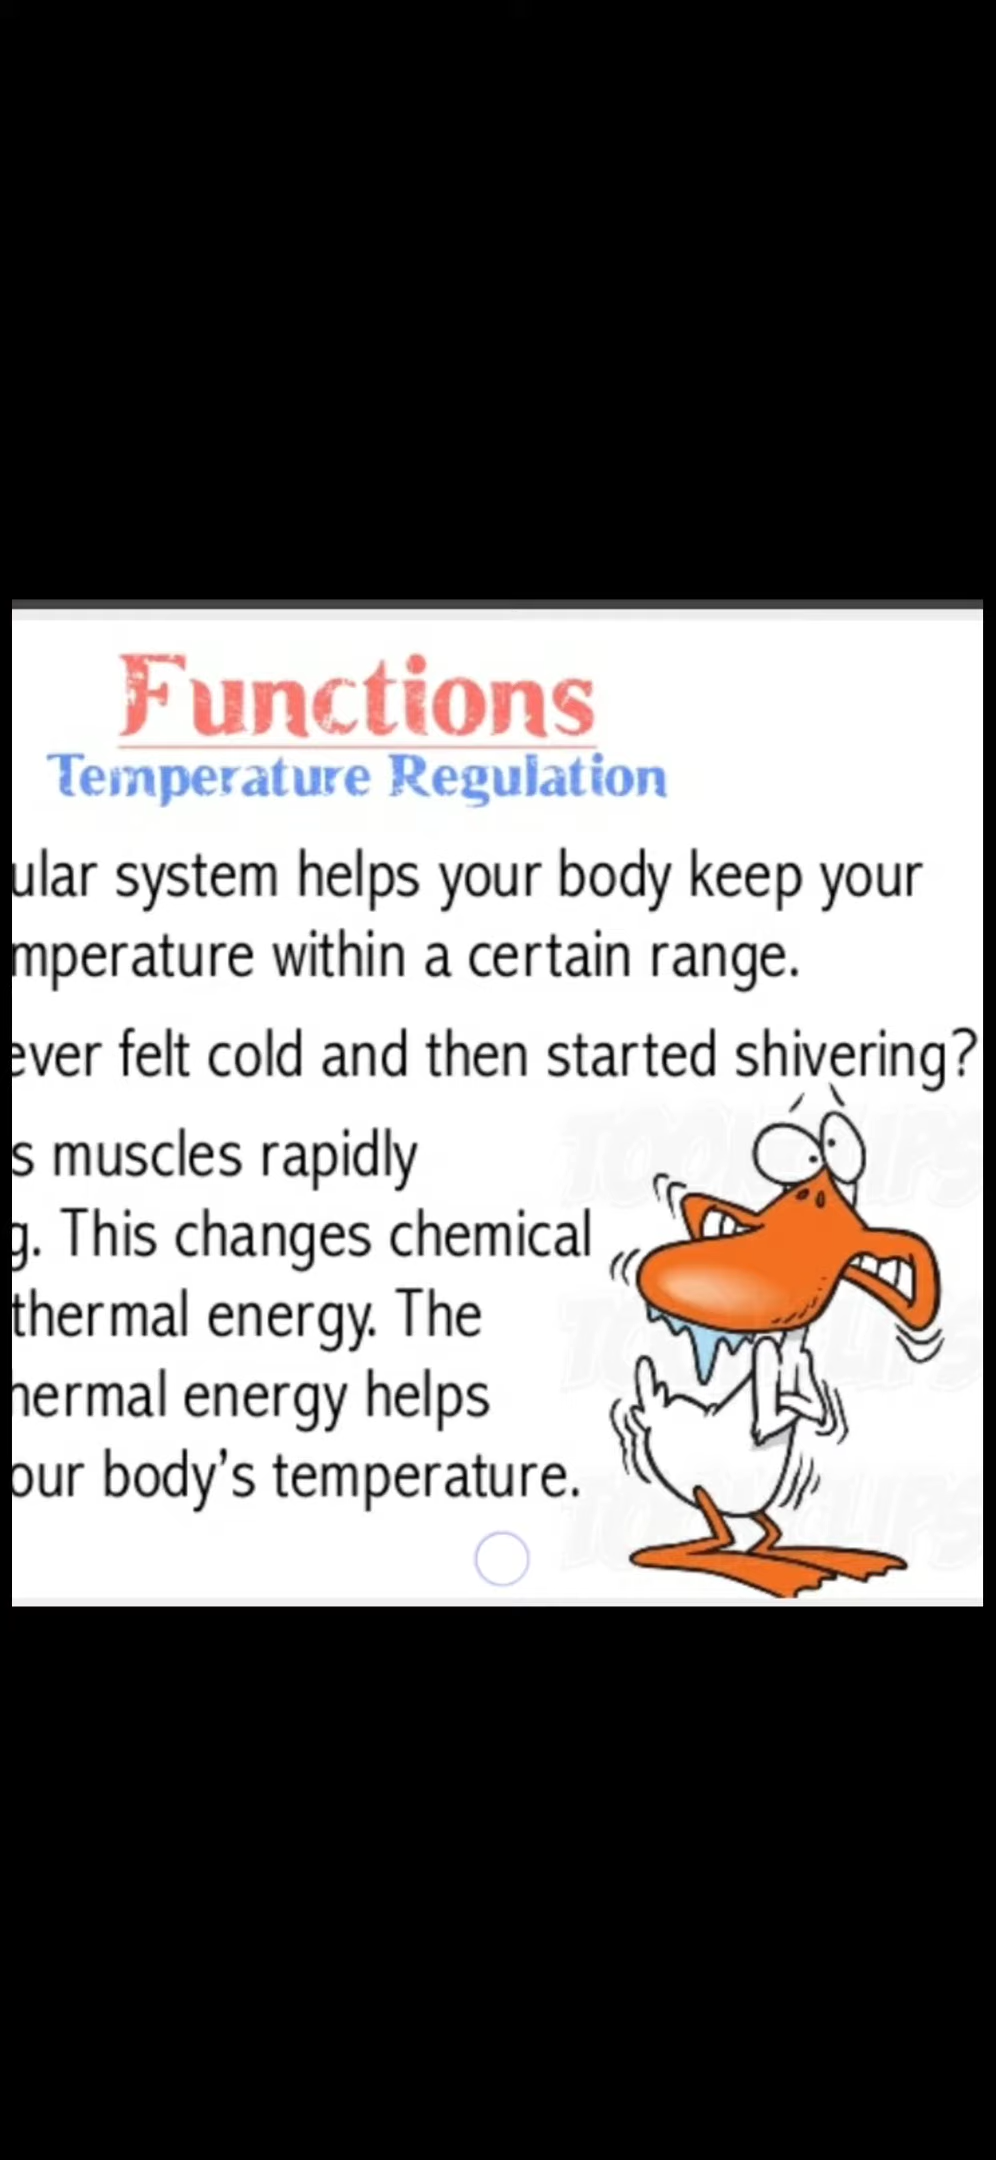 Functions
Temperature Regulation
ular system helps your body keep your
mperature within a certain range.
ever felt cold and then started shivering?
s muscles rapidly
g. This changes chemical
thermal energy. The
hermal energy helps
our body's temperature.